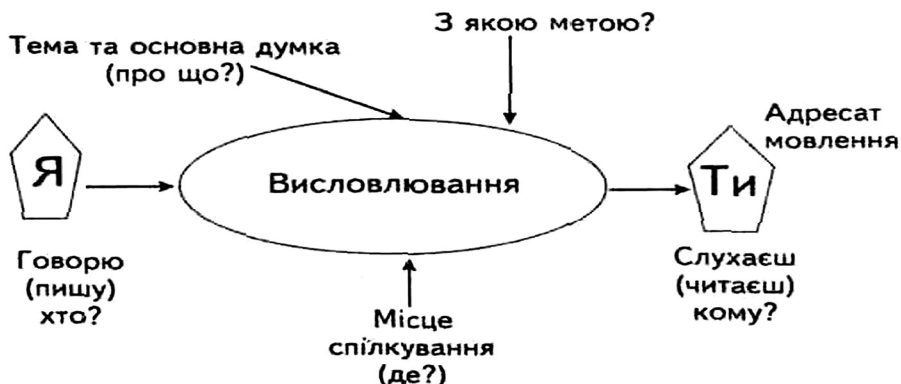 З якою метою?
Тема та основна думка
(про що?)
Адресат
мовлення
Я
Висловлювання
Ти
Говорю
(пишу)
хто?
Слухаєш
(читаєш)
кому?
Місце
спілкування
(де?)